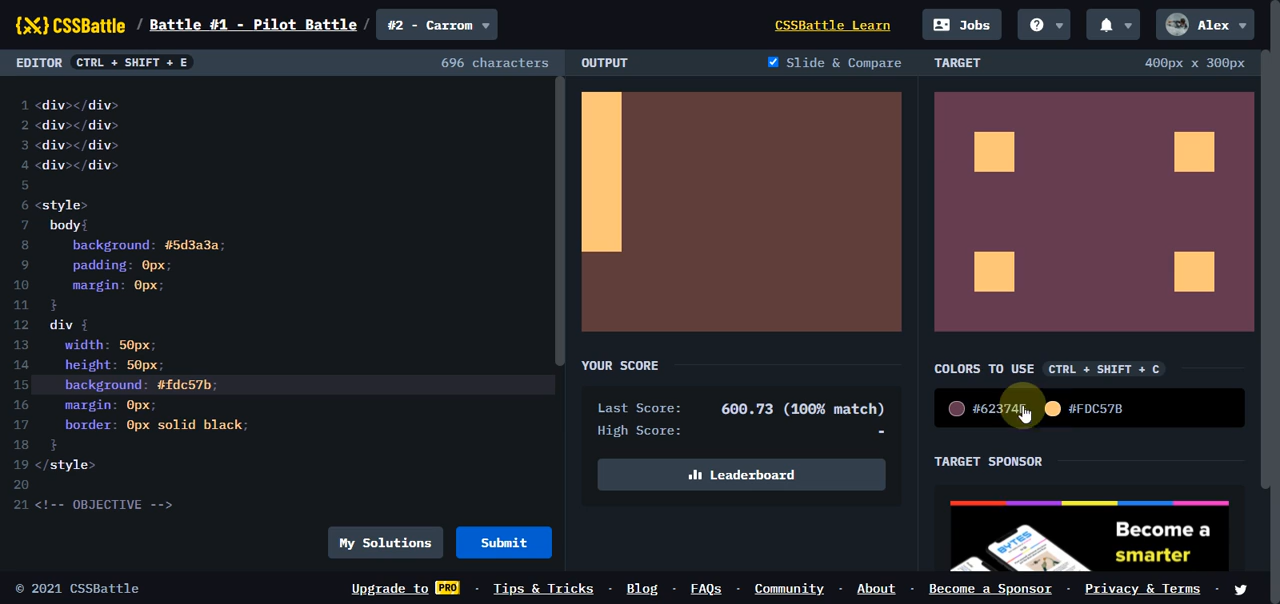 {X} CSSBattle / Battle #1 - Pilot Battle / #2 - Carrom CSSBattle Learn Jobs ? Alex
EDITOR CTRL + SHIFT + E 696 characters OUTPUT Slide & Compare TARGET 400px x 300px
1 <div></div>
2 <div></div>
3 <div></div>
4 <div></div>
5
6 <style>
7 body{
8 background: #5d3a3a;
9 padding: 0px;
10 margin: 0px;
11 }
12 div {
13 width: 50px;
14 height: 50px;
15 background: #fdc57b;
16 margin: 0px;
17 border: 0px solid black;
18 }
19 </style>
20
21 <!-- OBJECTIVE -->
My Solutions Submit
YOUR SCORE
Last Score: 600.73 (100% match)
High Score: -
Leaderboard
COLORS TO USE CTRL + SHIFT + C
#62374E #FDC57B
TARGET SPONSOR
BYTES
Become a
smarter
© 2021 CSSBattle Upgrade to PRO · Tips & Tricks · Blog · FAQs · Community · About · Become a Sponsor · Privacy & Terms ·